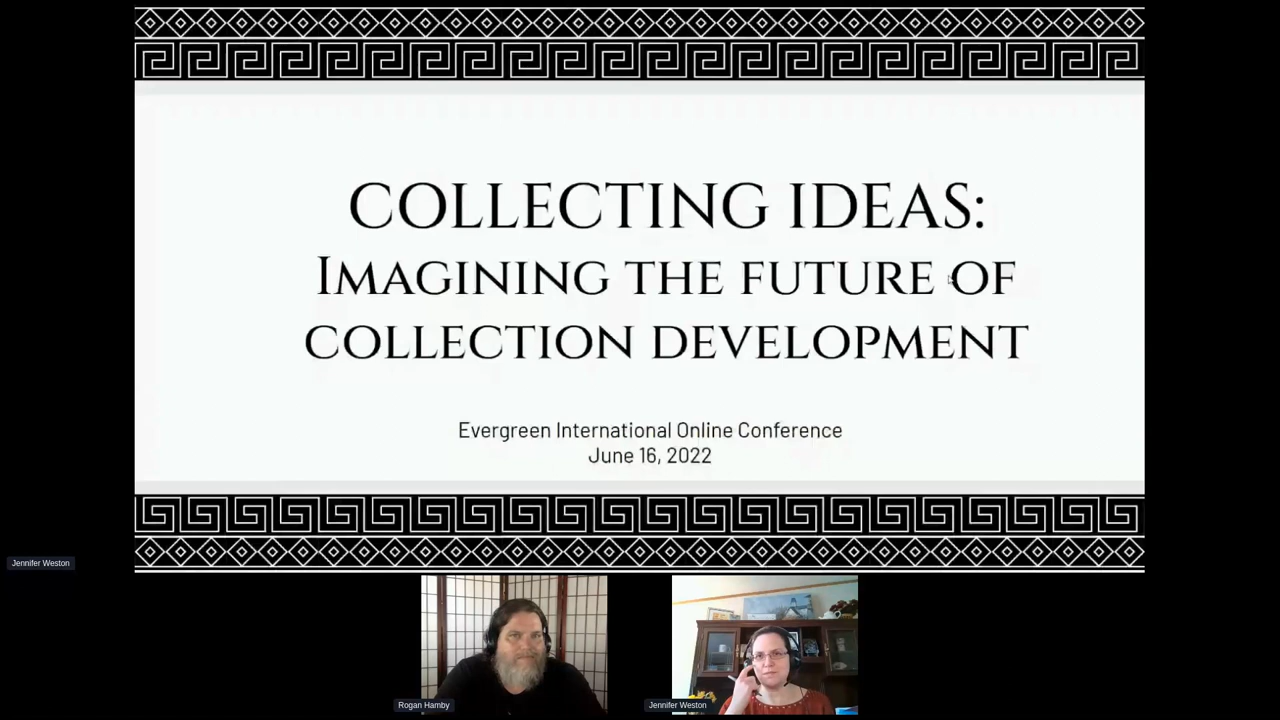 COLLECTING IDEAS:
IMAGINING THE FUTURE OF
COLLECTION DEVELOPMENT
Evergreen International Online Conference
June 16, 2022
Jennifer Weston
Rogan Hamby
Jennifer Weston